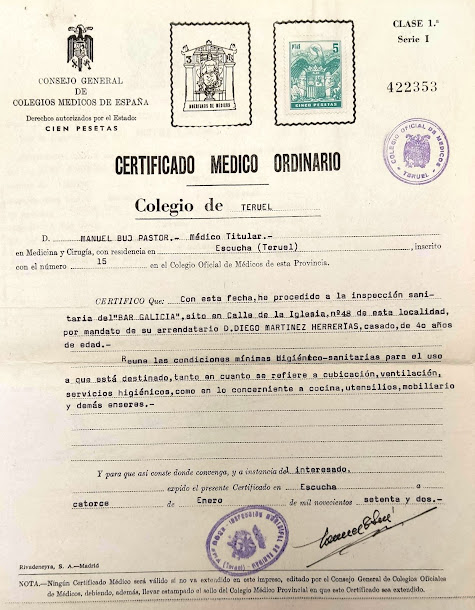 CONSEJO GENERAL
DE
COLEGIOS MEDICOS DE ESPAÑA
Derechos autorizados por el Estado:
CIEN PESETAS
3
PTAS
5
CINCO PESETAS
CLASE 1.ª
Serie I
422353
COLEGIO OFICIAL DE MEDICOS
TERUEL
CERTIFICADO MEDICO ORDINARIO
Colegio de TERUEL
D. MANUEL BUJ PASTOR.- Médico Titular.-
en Medicina y Cirugía, con residencia en Escucha (Teruel), inscrito
con el número 15 en el Colegio Oficial de Médicos de esta Provincia.
CERTIFICO Que: Con esta fecha,he procedido a la inspección sani-
taria del"BAR GALICIA",sito en Calle de la Iglesia,nº48 de esta localidad,
por mandato de su arrendatario D.DIEGO MARTINEZ HERRERIAS,casado,de 4o años
de edad.-
Reune las condiciones mínimas Higiénico-sanitarias para el uso
a que está destinado,tanto en cuanto se refiere a cubicación,ventilación,
servicios higiénicos,como en lo concerniente a cocina,utensilios,mobiliario
y demás enseres.-
Y para que así conste donde convenga, y a instancia del interesado.
expido el presente Certificado en Escucha a
catorce de Enero de mil novecientos setenta y dos.-
Rivadeneyra, S. A.—Madrid
NOTA.—Ningún Certificado Médico será válido si no va extendido en este impreso, editado por el Consejo General de Colegios Oficiales
de Médicos, debiendo, además, llevar estampado el sello del Colegio Médico Provincial en que este Certificado sea extendido.